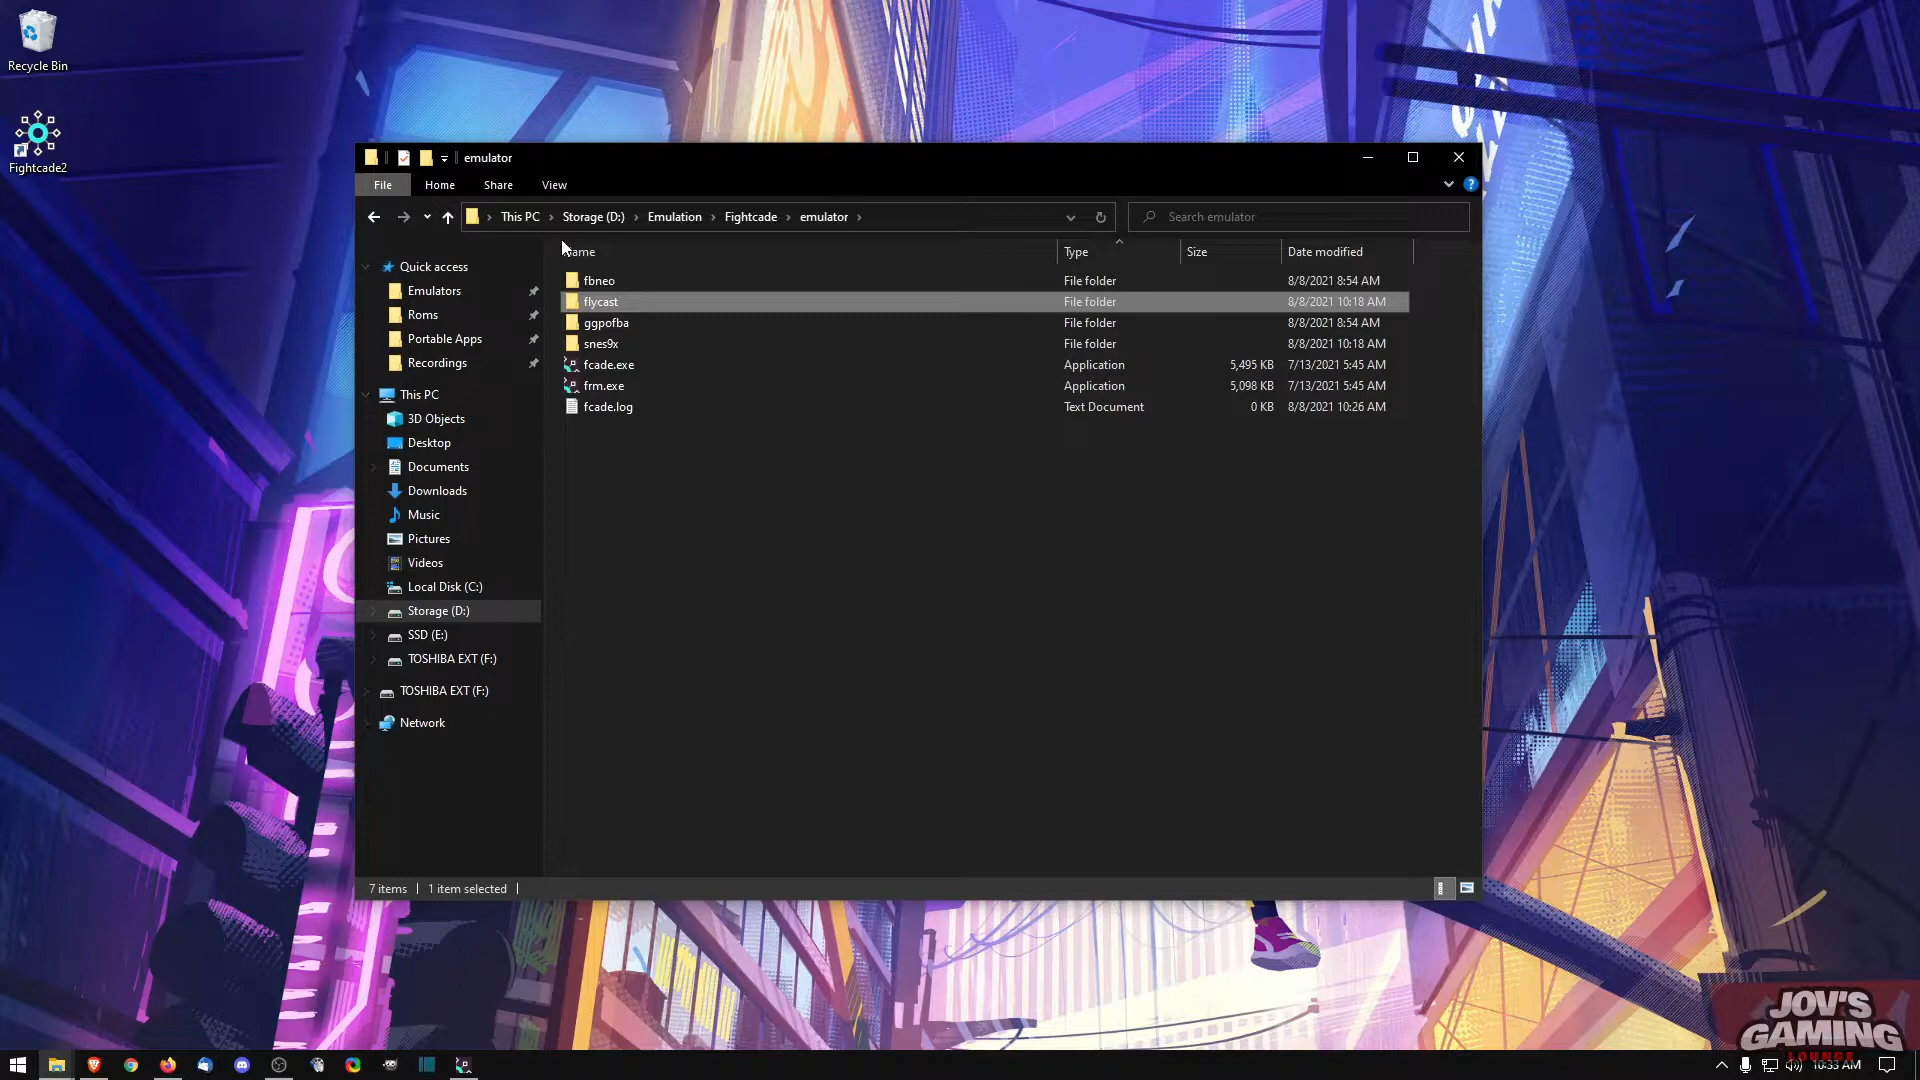 Recycle Bin
Fightcade2
emulator
File Home Share View
This PC Storage (D:) Emulation Fightcade emulator
Search emulator
ame Type Size Date modified
fbneo File folder 8/8/2021 8:54 AM
flycast File folder 8/8/2021 10:18 AM
ggpofba File folder 8/8/2021 8:54 AM
snes9x File folder 8/8/2021 10:18 AM
fcade.exe Application 5,495 KB 7/13/2021 5:45 AM
frm.exe Application 5,098 KB 7/13/2021 5:45 AM
fcade.log Text Document 0 KB 8/8/2021 10:26 AM
Quick access
Emulators
Roms
Portable Apps
Recordings
This PC
3D Objects
Desktop
Documents
Downloads
Music
Pictures
Videos
Local Disk (C:)
Storage (D:)
SSD (E:)
TOSHIBA EXT (F:)
TOSHIBA EXT (F:)
Network
7 items 1 item selected
JOV'S
GAMING
LOUNGE
10:33 AM